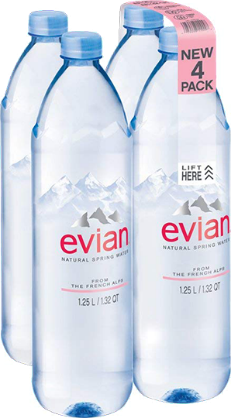 NEW
4
PACK
LIFT
HERE
evian
NATURAL SPRING WATER
FROM
THE FRENCH ALPS
1.25 L / 1.32 QT
evian
NATURAL SPRING WATER
FROM
THE FRENCH ALPS
1.25 L / 1.32 QT